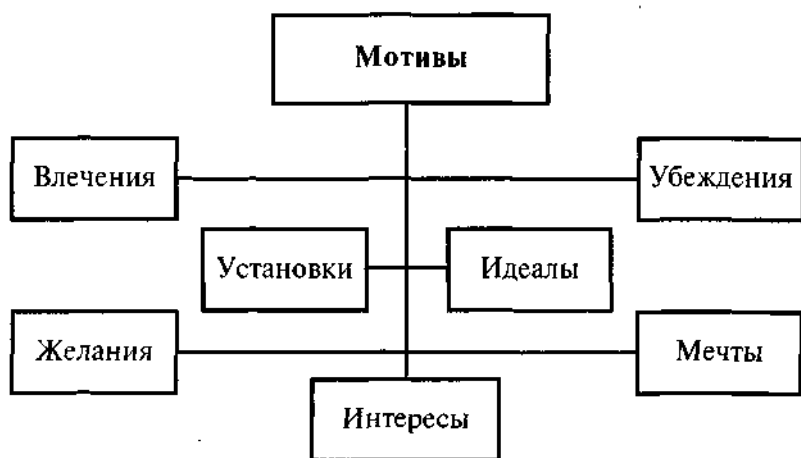 Мотивы
Влечения
Убеждения
Установки
Идеалы
Желания
Мечты
Интересы